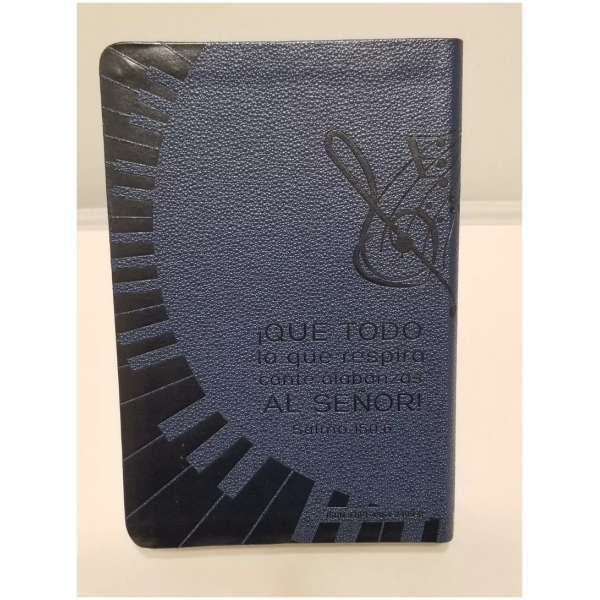 ¡QUE TODO
lo que respira
cante alabanzas
AL SEÑOR!
Salmo 150:6